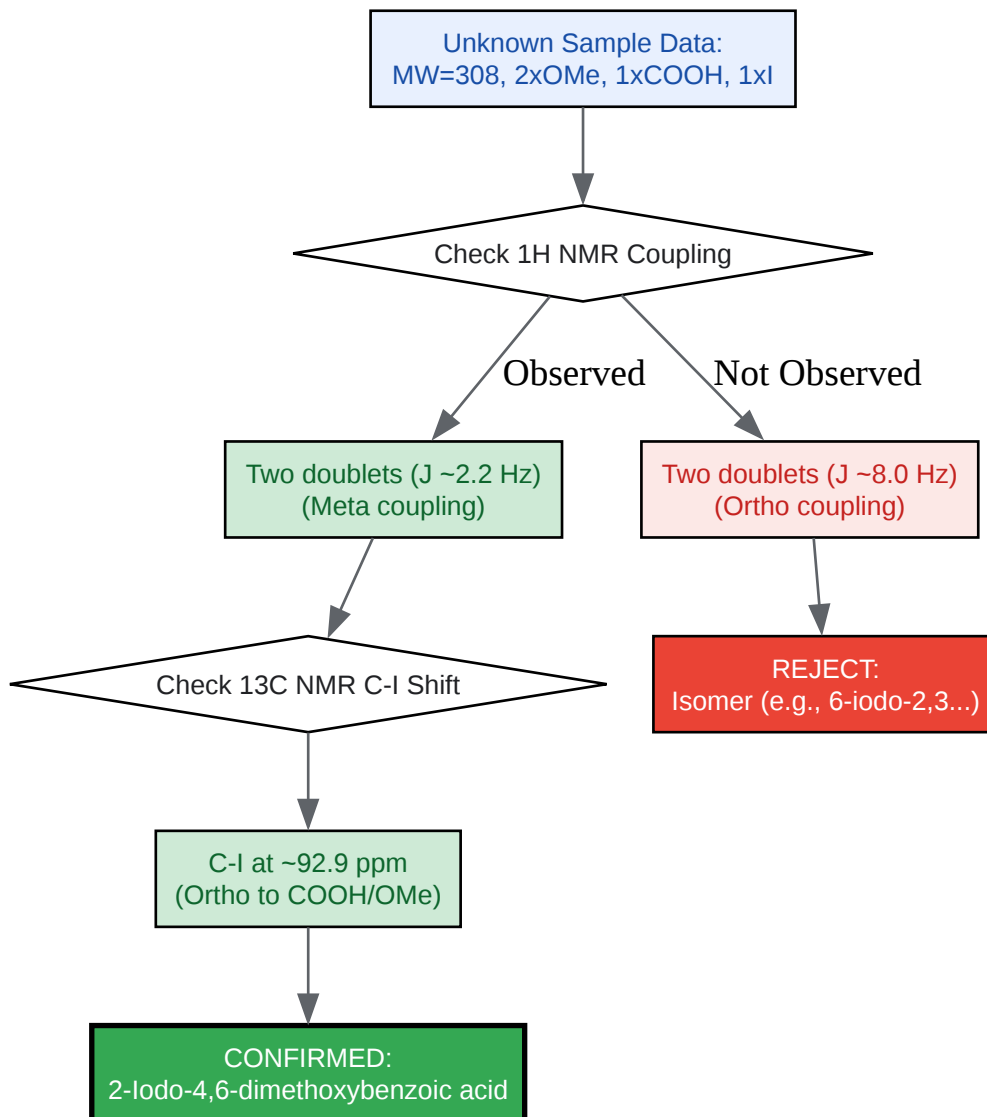 Unknown Sample Data:
MW=308, 2xOMe, 1xCOOH, 1xI
Check 1H NMR Coupling
Observed
Not Observed
Two doublets (J ~2.2 Hz)
(Meta coupling)
Two doublets (J ~8.0 Hz)
(Ortho coupling)
Check 13C NMR C-I Shift
REJECT:
Isomer (e.g., 6-iodo-2,3...)
C-I at ~92.9 ppm
(Ortho to COOH/OMe)
CONFIRMED:
2-Iodo-4,6-dimethoxybenzoic acid